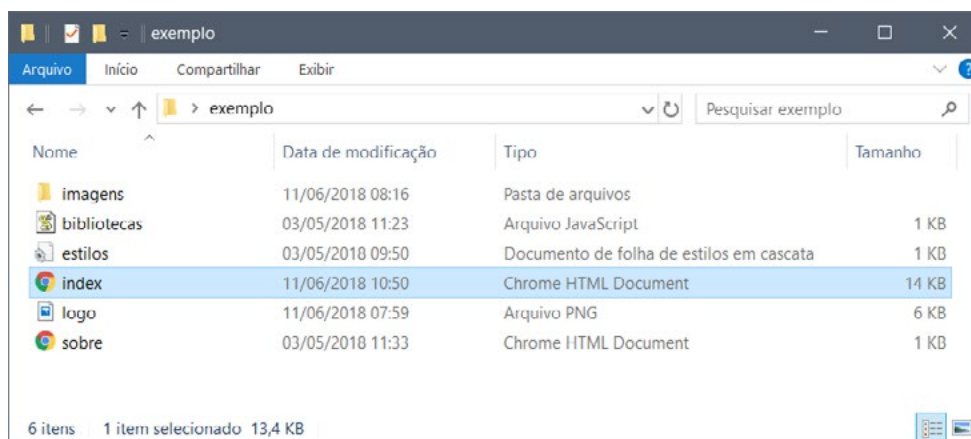 exemplo
Arquivo Início Compartilhar Exibir ?
exemplo Pesquisar exemplo
Nome Data de modificação Tipo Tamanho
imagens 11/06/2018 08:16 Pasta de arquivos
bibliotecas 03/05/2018 11:23 Arquivo JavaScript 1 KB
estilos 03/05/2018 09:50 Documento de folha de estilos em cascata 1 KB
index 11/06/2018 10:50 Chrome HTML Document 14 KB
logo 11/06/2018 07:59 Arquivo PNG 6 KB
sobre 03/05/2018 11:33 Chrome HTML Document 1 KB
6 itens 1 item selecionado 13,4 KB